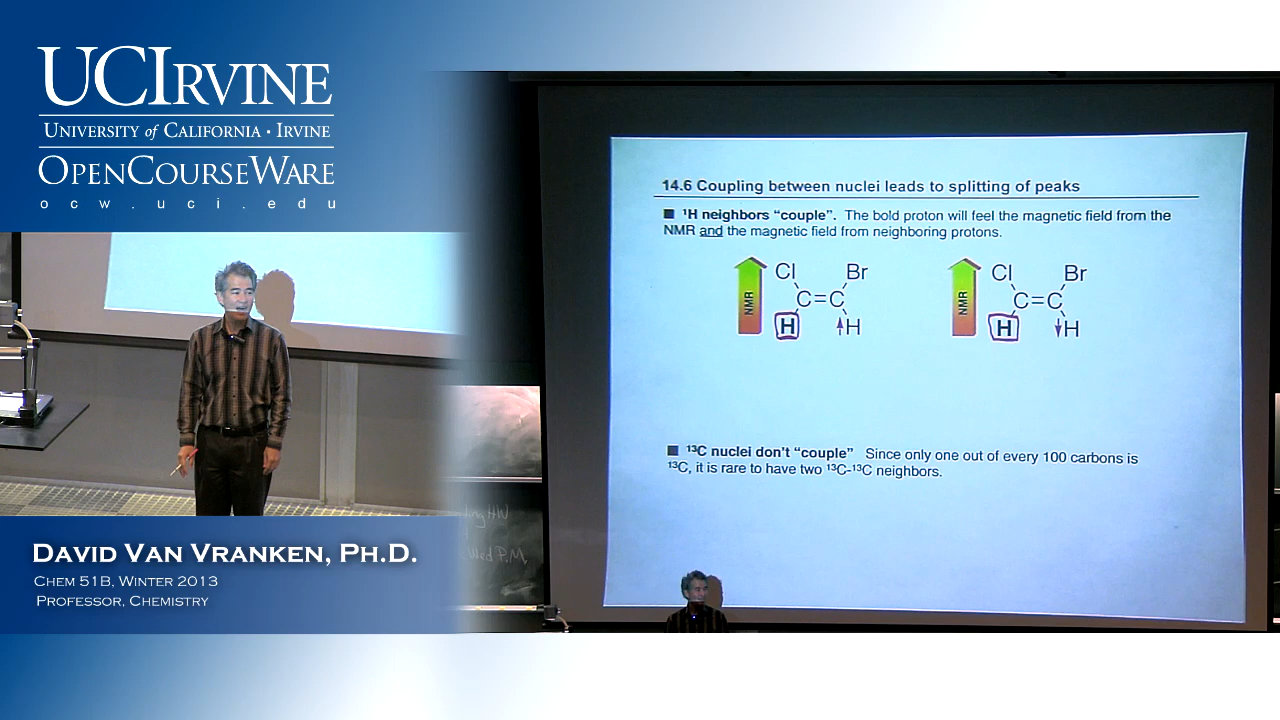 UCIRVINE
UNIVERSITY of CALIFORNIA · IRVINE
OPENCOURSEWARE
ocw.uci.edu
DAVID VAN VRANKEN, PH.D.
CHEM 51B, WINTER 2013
PROFESSOR, CHEMISTRY
14.6 Coupling between nuclei leads to splitting of peaks
■ ¹H neighbors “couple”. The bold proton will feel the magnetic field from the
NMR and the magnetic field from neighboring protons.
Cl Br
NMR C=C
H H
Cl Br
NMR C=C
H H
■ ¹³C nuclei don’t “couple” Since only one out of every 100 carbons is
¹³C, it is rare to have two ¹³C-¹³C neighbors.